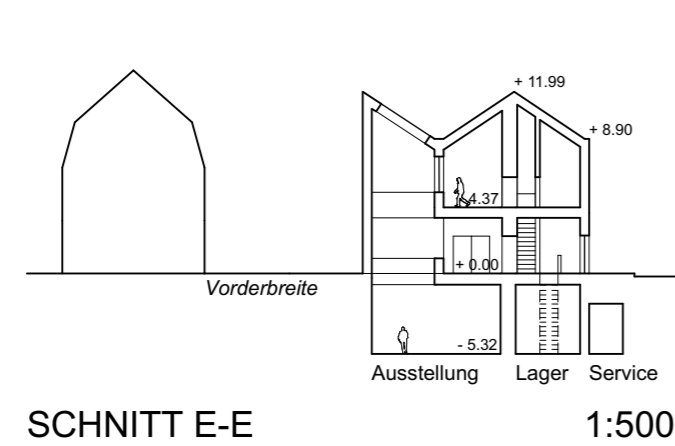 + 11.99
+ 8.90
4.37
+ 0.00
Vorderbreite
- 5.32
Ausstellung Lager Service
SCHNITT E-E 1:500